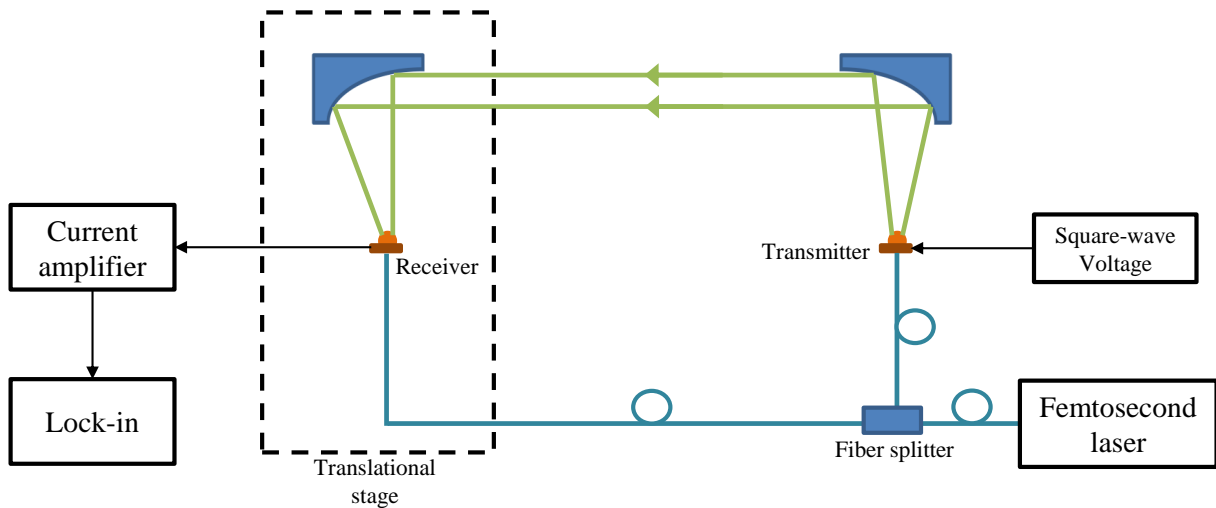 Current
amplifier
Receiver
Transmitter
Square-wave
Voltage
Lock-in
Translational
stage
Fiber splitter
Femtosecond
laser